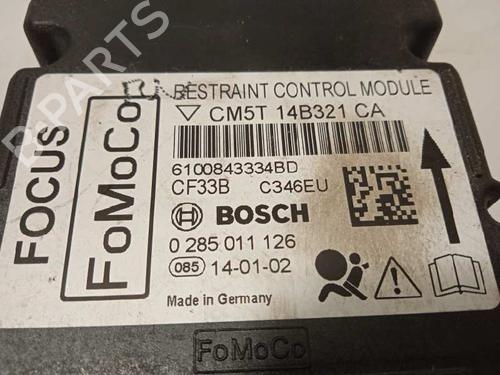 RESTRAINT CONTROL MODULE
CM5T 14B321 CA
6100843334BD
CF33B C346EU
BOSCH
0 285 011 126
085 14-01-02
Made in Germany
FOCUS
FoMoCo
FoMoCo
B-PARTS